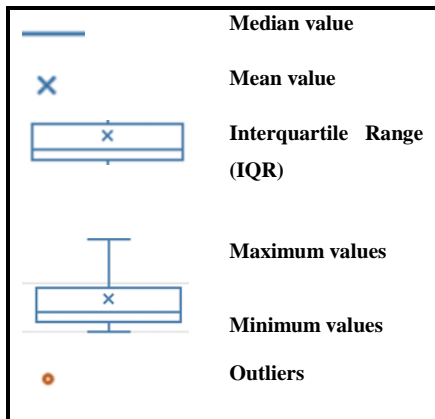 Median value
Mean value
Interquartile Range
(IQR)
Maximum values
Minimum values
Outliers